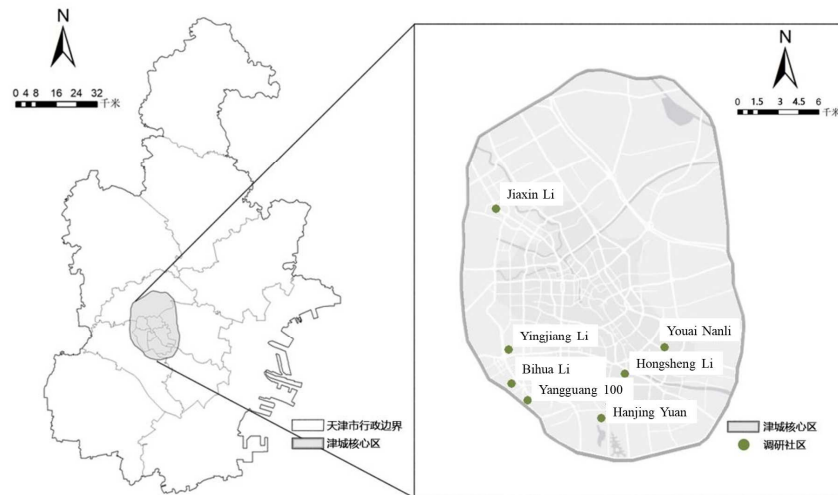 N
0 4 8 16 24 32
千米
天津市行政边界
津城核心区
N
0 1.5 3 4.5 6
千米
Jiaxin Li
Yingjiang Li
Youai Nanli
Bihua Li
Hongsheng Li
Yangguang 100
Hanjing Yuan
津城核心区
调研社区